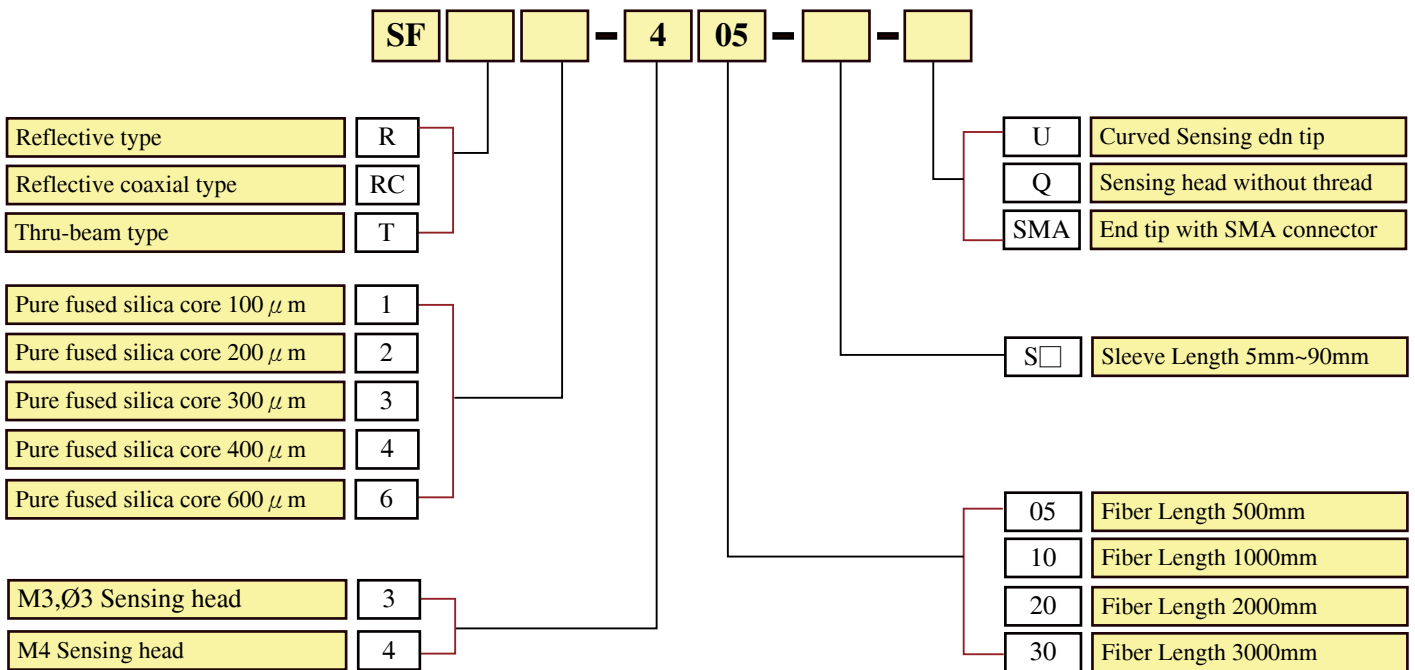 SF - 4 05 - -
Reflective type R
Reflective coaxial type RC
Thru-beam type T
Pure fused silica core 100 μ m 1
Pure fused silica core 200 μ m 2
Pure fused silica core 300 μ m 3
Pure fused silica core 400 μ m 4
Pure fused silica core 600 μ m 6
M3,Ø3 Sensing head 3
M4 Sensing head 4
U Curved Sensing edn tip
Q Sensing head without thread
SMA End tip with SMA connector
S□ Sleeve Length 5mm~90mm
05 Fiber Length 500mm
10 Fiber Length 1000mm
20 Fiber Length 2000mm
30 Fiber Length 3000mm